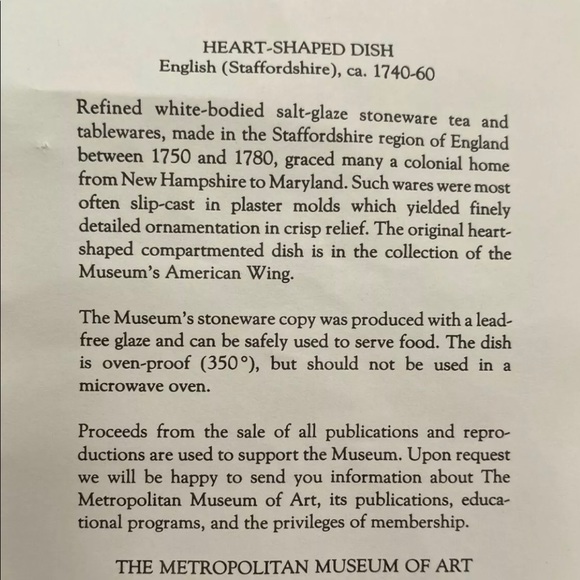 HEART-SHAPED DISH
English (Staffordshire), ca. 1740-60
Refined white-bodied salt-glaze stoneware tea and
tablewares, made in the Staffordshire region of England
between 1750 and 1780, graced many a colonial home
from New Hampshire to Maryland. Such wares were most
often slip-cast in plaster molds which yielded finely
detailed ornamentation in crisp relief. The original heart-
shaped compartmented dish is in the collection of the
Museum's American Wing.
The Museum's stoneware copy was produced with a lead-
free glaze and can be safely used to serve food. The dish
is oven-proof (350°), but should not be used in a
microwave oven.
Proceeds from the sale of all publications and repro-
ductions are used to support the Museum. Upon request
we will be happy to send you information about The
Metropolitan Museum of Art, its publications, educa-
tional programs, and the privileges of membership.
THE METROPOLITAN MUSEUM OF ART